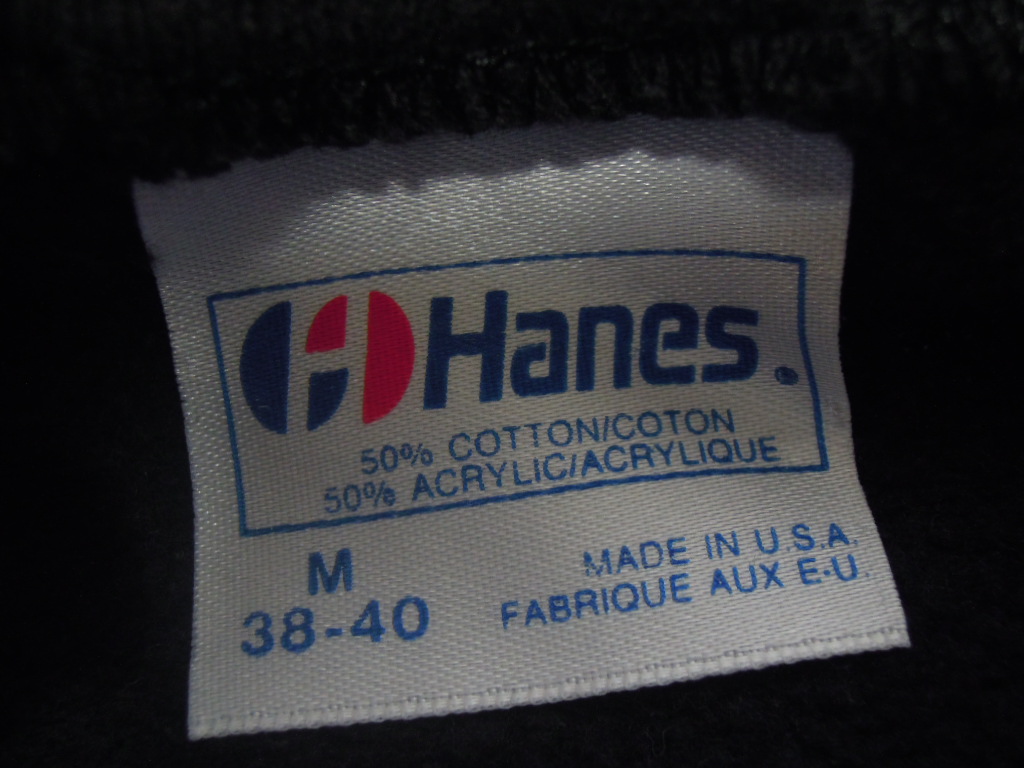 Hanes
50% COTTON/COTON
50% ACRYLIC/ACRYLIQUE
M
38-40
MADE IN U.S.A.
FABRIQUE AUX E-U.